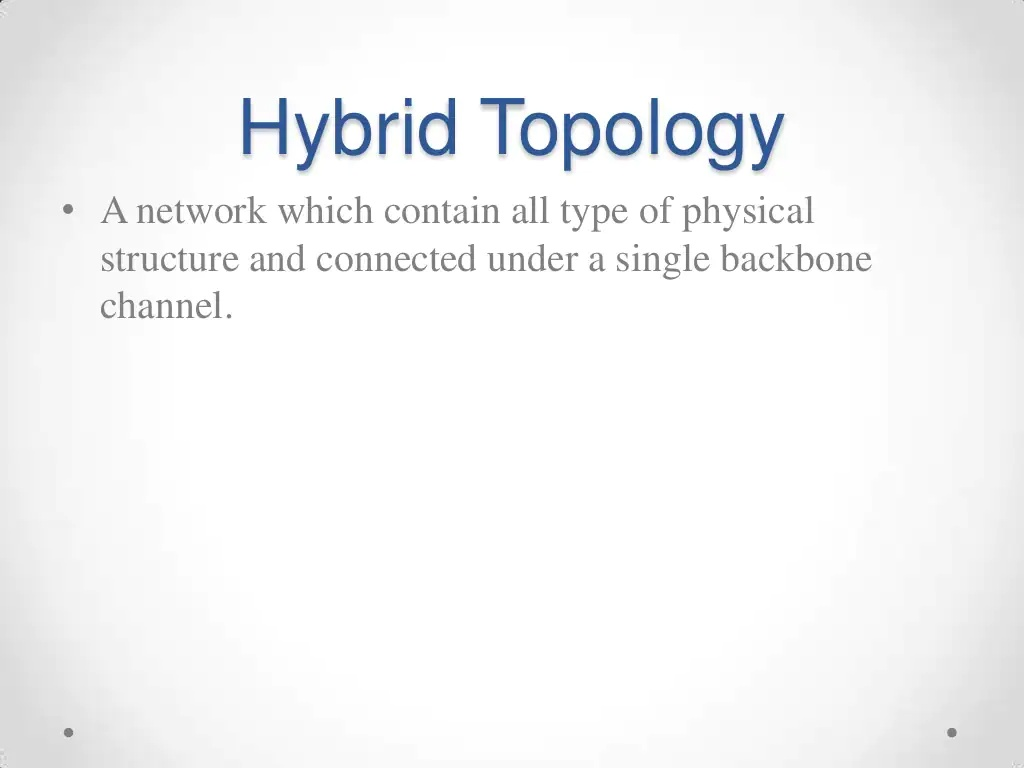 Hybrid Topology
• A network which contain all type of physical
structure and connected under a single backbone
channel.